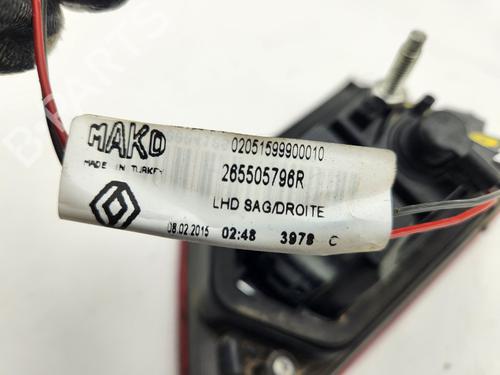 MAKO
MADE IN TURKEY
02051599900010
265505796R
LHD SAG/DROITE
08.02.2015 02:48 3978 C